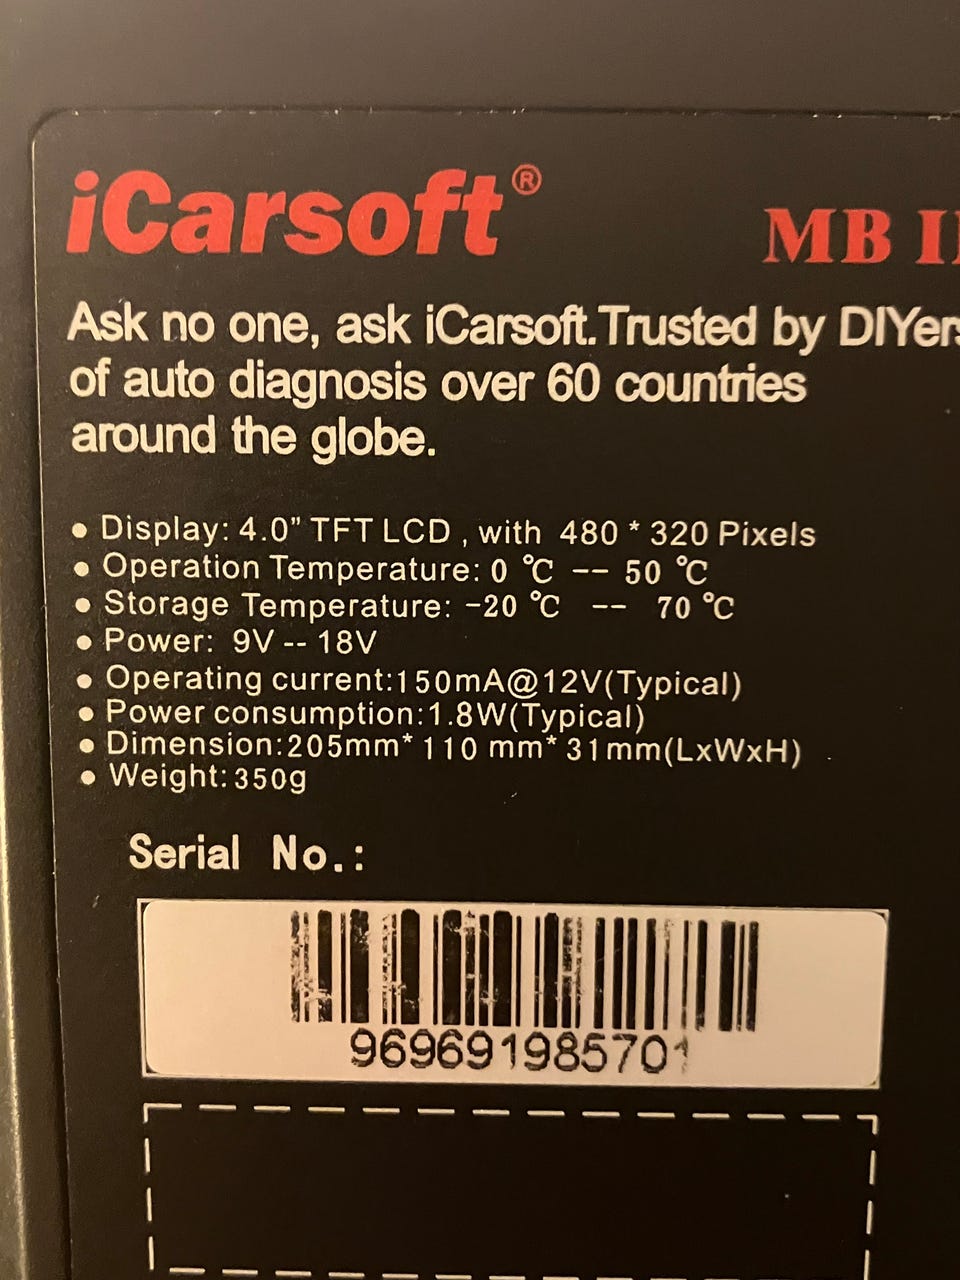 iCarsoft®
MB II
Ask no one, ask iCarsoft.Trusted by DIYers
of auto diagnosis over 60 countries
around the globe.
• Display: 4.0” TFT LCD , with 480 * 320 Pixels
• Operation Temperature: 0 ℃ -- 50 ℃
• Storage Temperature: -20 ℃ -- 70 ℃
• Power: 9V -- 18V
• Operating current:150mA@12V(Typical)
• Power consumption:1.8W(Typical)
• Dimension:205mm* 110 mm* 31mm(LxWxH)
• Weight:350g
Serial No.:
969691985701